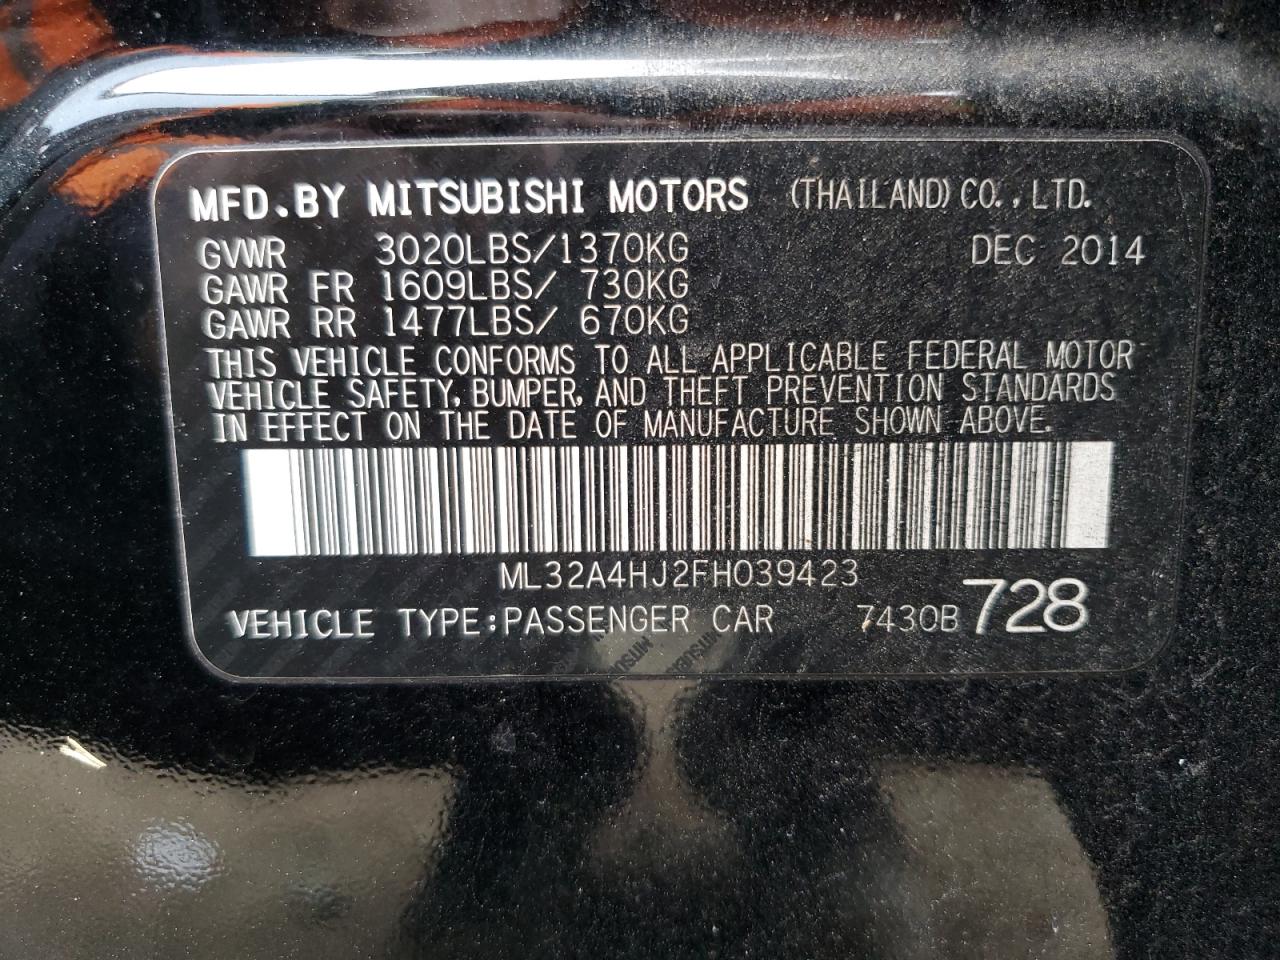 MFD.BY MITSUBISHI MOTORS (THAILAND) CO.,LTD.
GVWR 3020LBS/1370KG DEC 2014
GAWR FR 1609LBS/ 730KG
GAWR RR 1477LBS/ 670KG
THIS VEHICLE CONFORMS TO ALL APPLICABLE FEDERAL MOTOR
VEHICLE SAFETY, BUMPER, AND THEFT PREVENTION STANDARDS
IN EFFECT ON THE DATE OF MANUFACTURE SHOWN ABOVE.
ML32A4HJ2FH039423
VEHICLE TYPE:PASSENGER CAR 7430B 728